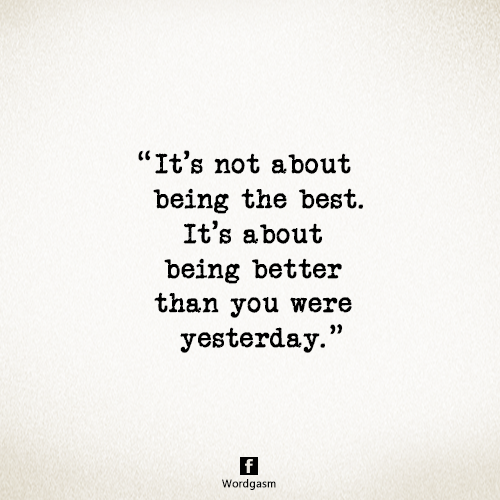 “It’s not about
being the best.
It’s about
being better
than you were
yesterday.”
f
Wordgasm